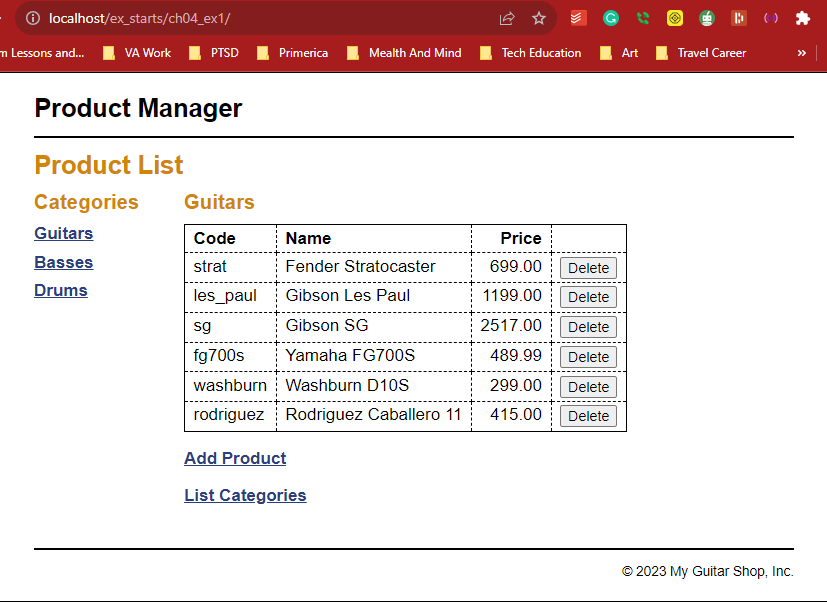 localhost/ex_starts/ch04_ex1/
m Lessons and... VA Work PTSD Primerica Mealth And Mind Tech Education Art Travel Career »
Product Manager
Product List
Categories
Guitars
Basses
Drums
Guitars
Code Name Price
strat Fender Stratocaster 699.00 Delete
les_paul Gibson Les Paul 1199.00 Delete
sg Gibson SG 2517.00 Delete
fg700s Yamaha FG700S 489.99 Delete
washburn Washburn D10S 299.00 Delete
rodriguez Rodriguez Caballero 11 415.00 Delete
Add Product
List Categories
© 2023 My Guitar Shop, Inc.